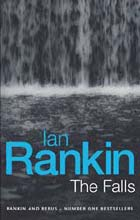 Ian
Rankin
The Falls
RANKIN AND REBUS – NUMBER ONE BESTSELLERS